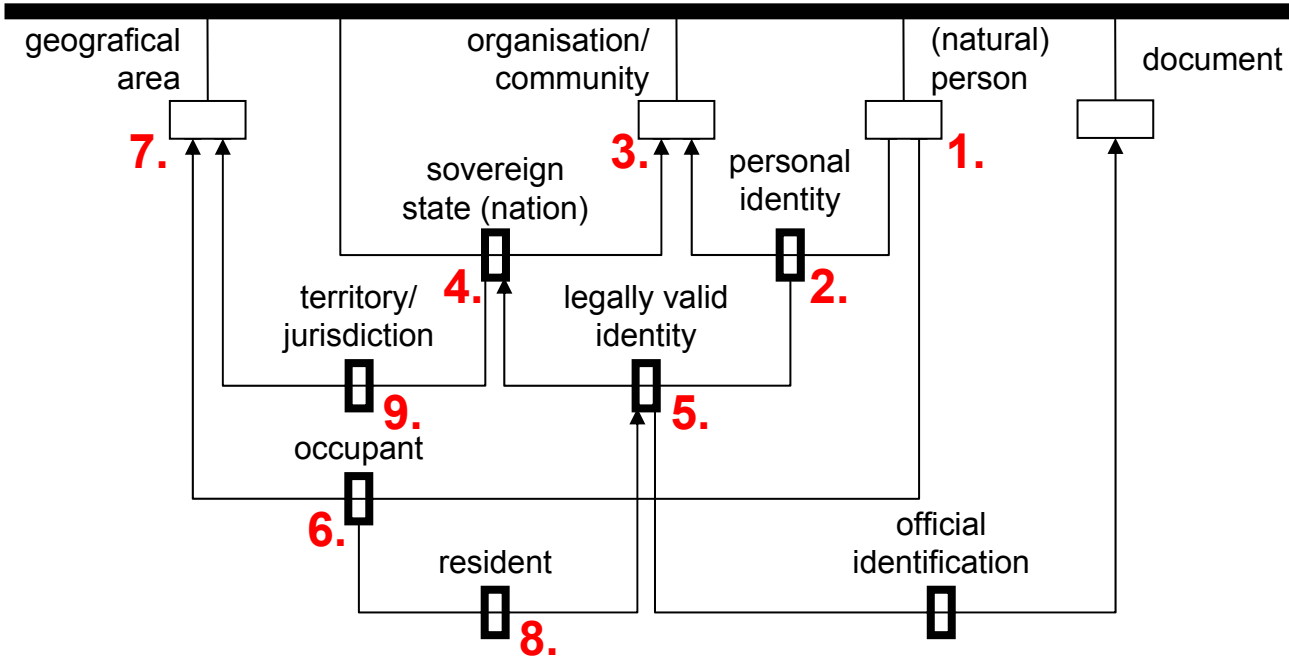 geografical
area
organisation/
community
(natural)
person
document
7.
3.
1.
sovereign
state (nation)
personal
identity
4.
2.
territory/
jurisdiction
legally valid
identity
9.
5.
occupant
6.
official
identification
resident
8.